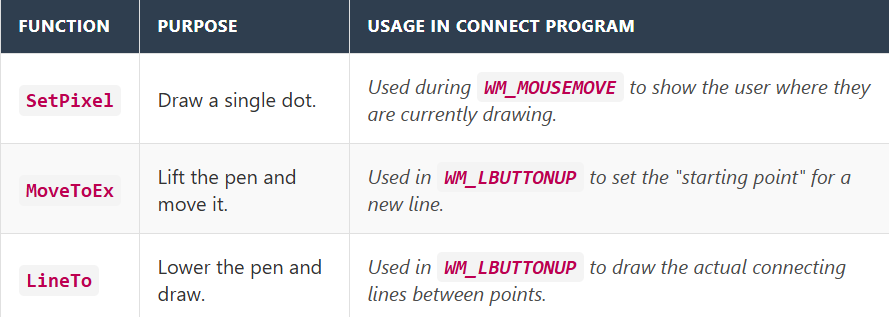 FUNCTION PURPOSE USAGE IN CONNECT PROGRAM
SetPixel Draw a single dot. Used during WM_MOUSEMOVE to show the user where they
are currently drawing.
MoveToEx Lift the pen and
move it. Used in WM_LBUTTONUP to set the "starting point" for a
new line.
LineTo Lower the pen and
draw. Used in WM_LBUTTONUP to draw the actual connecting
lines between points.